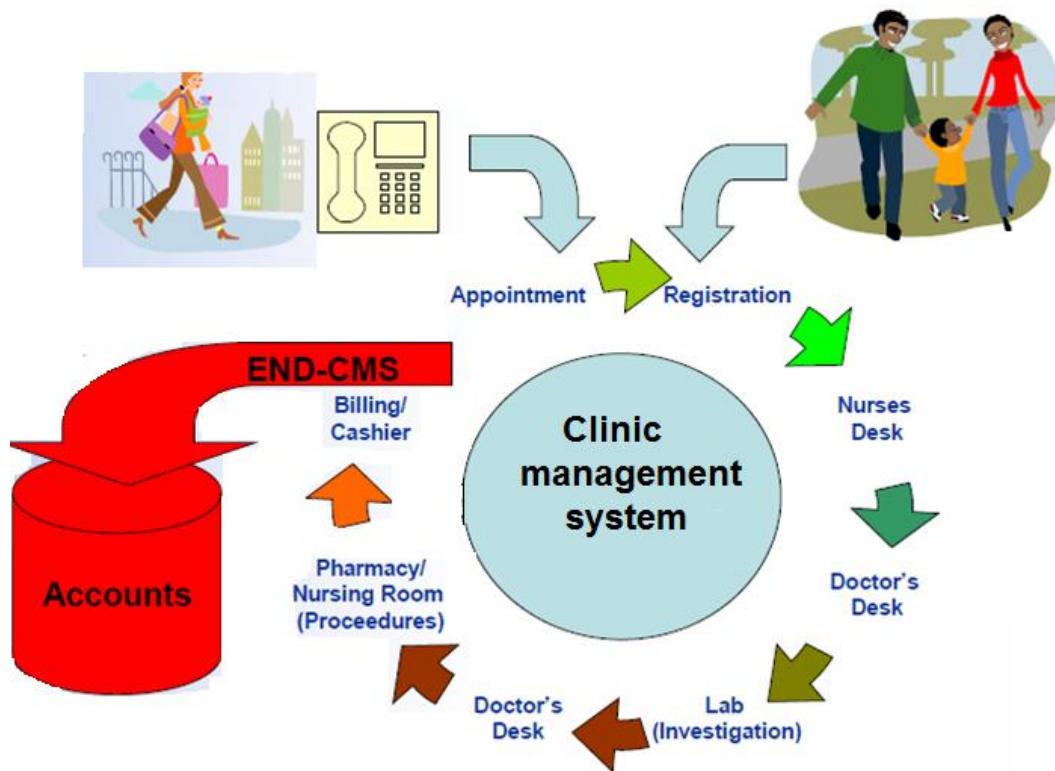 Appointment
Registration
END-CMS
Billing/
Cashier
Nurses
Desk
Clinic
management
system
Accounts
Pharmacy/
Nursing Room
(Proceedures)
Doctor's
Desk
Doctor's
Desk
Lab
(Investigation)